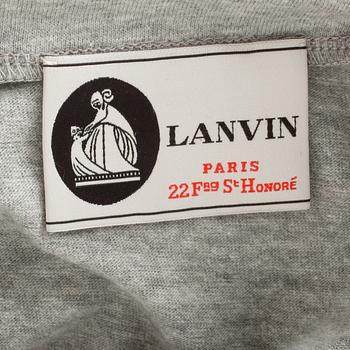 LANVIN
PARIS
22 Fbg St Honoré